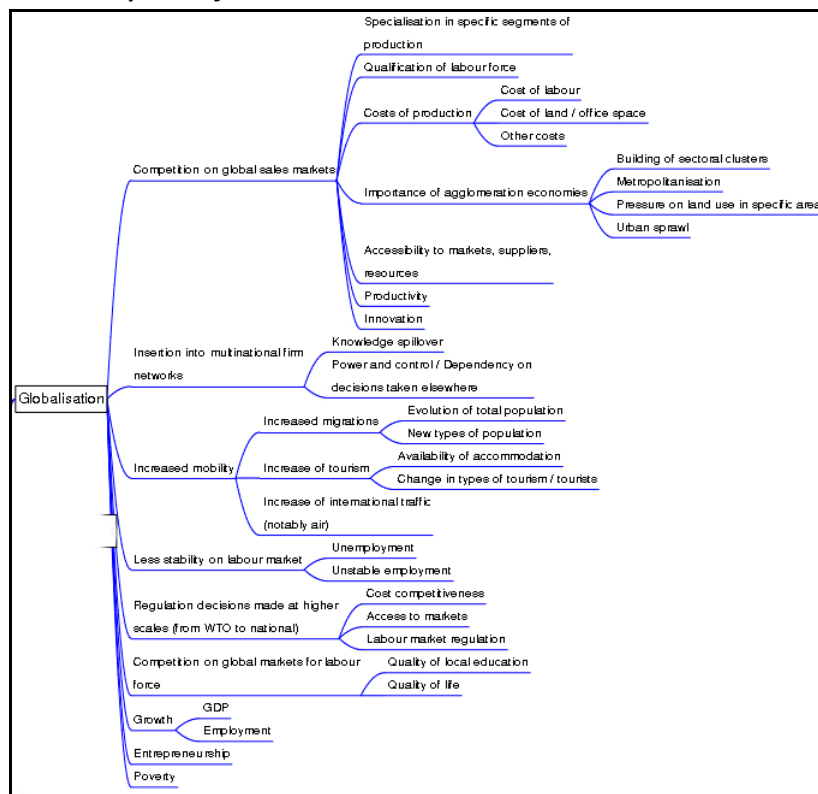 Globalisation
Competition on global sales markets
Specialisation in specific segments of
production
Qualification of labour force
Costs of production
Cost of labour
Cost of land / office space
Other costs
Importance of agglomeration economies
Building of sectoral clusters
Metropolitanisation
Pressure on land use in specific area
Urban sprawl
Accessibility to markets, suppliers,
resources
Productivity
Innovation
Insertion into multinational firm
networks
Knowledge spillover
Power and control / Dependency on
decisions taken elsewhere
Increased mobility
Increased migrations
Evolution of total population
New types of population
Increase of tourism
Availability of accommodation
Change in types of tourism / tourists
Increase of international traffic
(notably air)
Less stability on labour market
Unemployment
Unstable employment
Regulation decisions made at higher
scales (from WTO to national)
Cost competitiveness
Access to markets
Labour market regulation
Competition on global markets for labour
force
Quality of local education
Quality of life
Growth
GDP
Employment
Entrepreneurship
Poverty